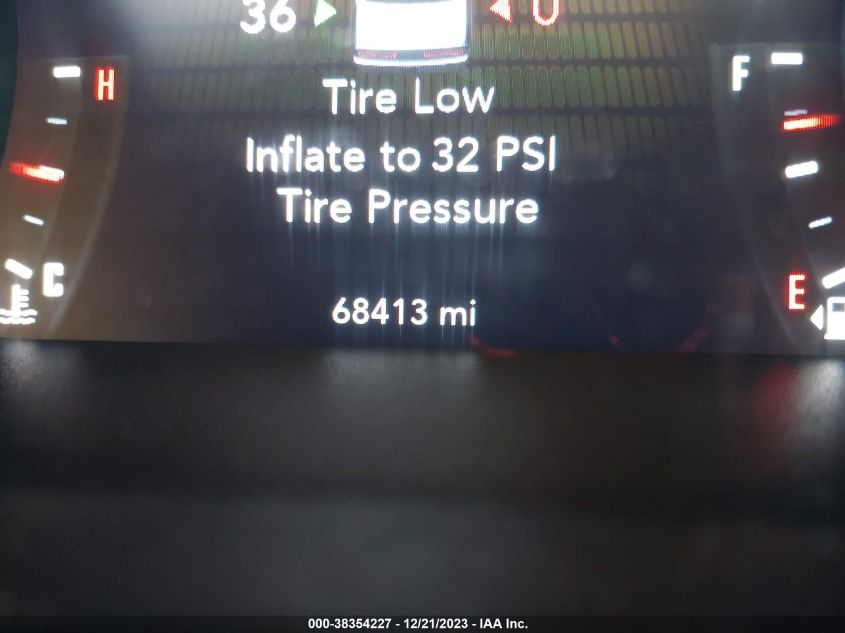 36
0
H
F
Tire Low
Inflate to 32 PSI
Tire Pressure
C
E
68413 mi
000-38354227 - 12/21/2023 - IAA Inc.